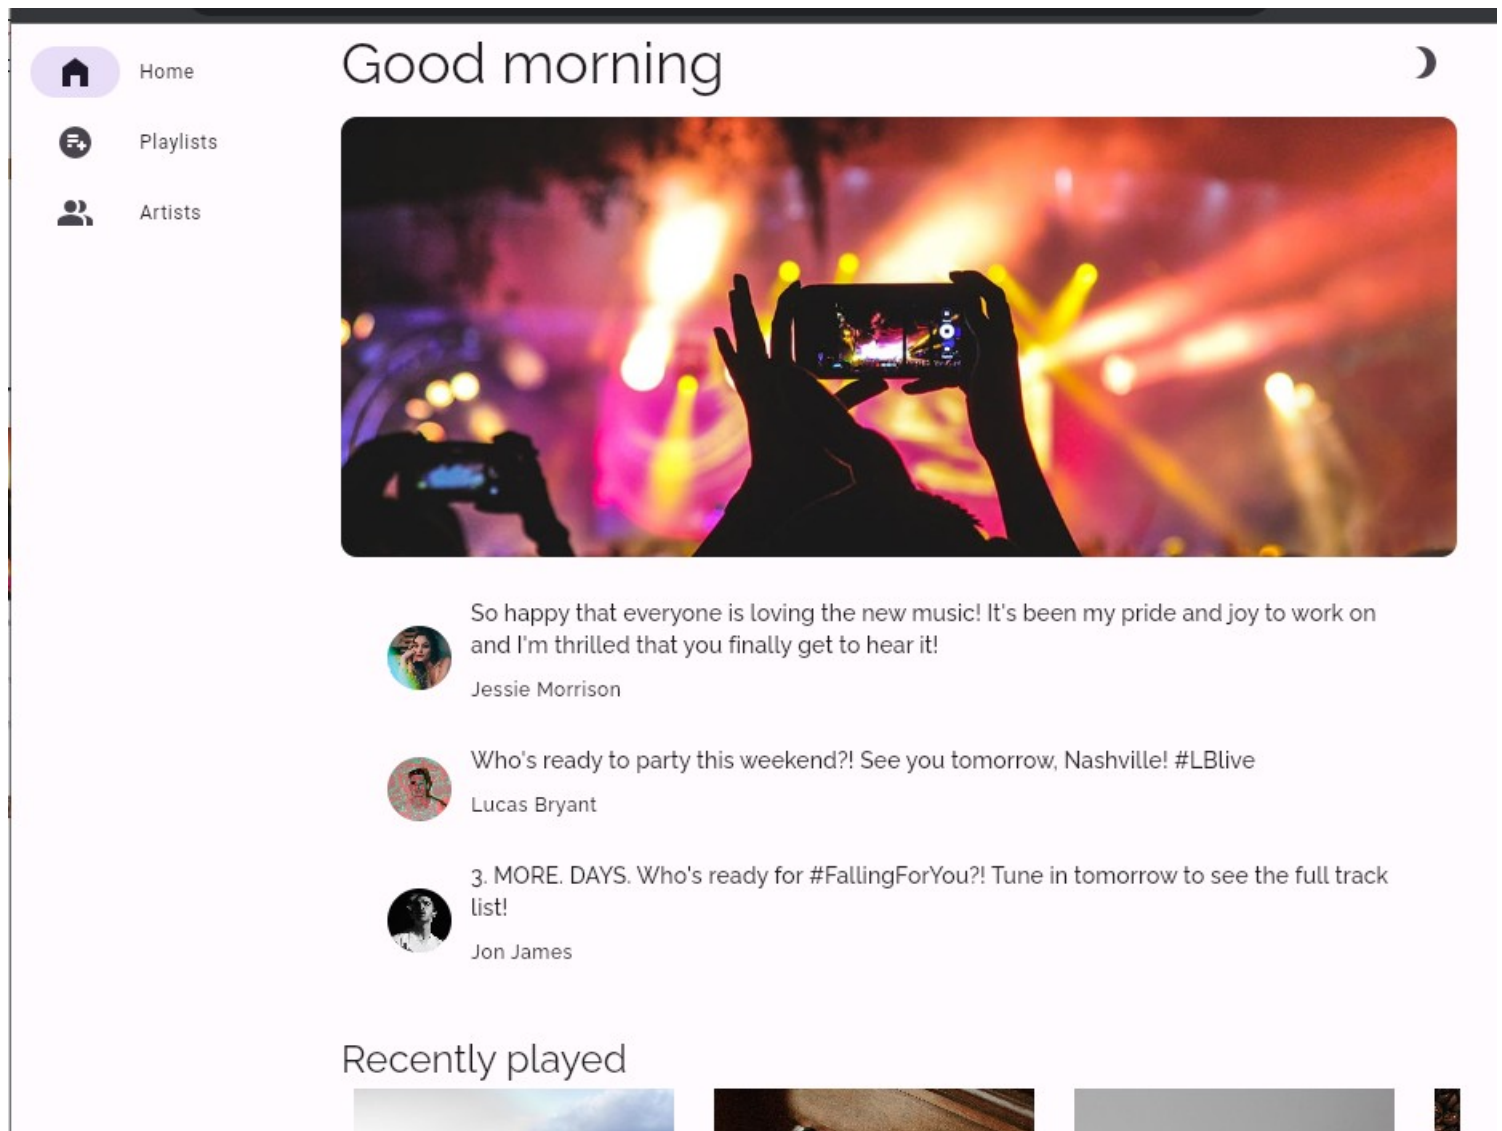 Home
Good morning
Playlists
Artists
So happy that everyone is loving the new music! It's been my pride and joy to work on
and I'm thrilled that you finally get to hear it!
Jessie Morrison
Who's ready to party this weekend?! See you tomorrow, Nashville! #LBlive
Lucas Bryant
3. MORE. DAYS. Who's ready for #FallingForYou?! Tune in tomorrow to see the full track
list!
Jon James
Recently played